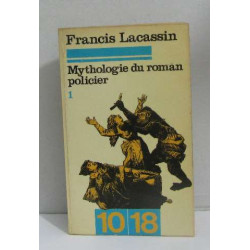 Francis Lacassin
Mythologie du roman
policier
1
10 18